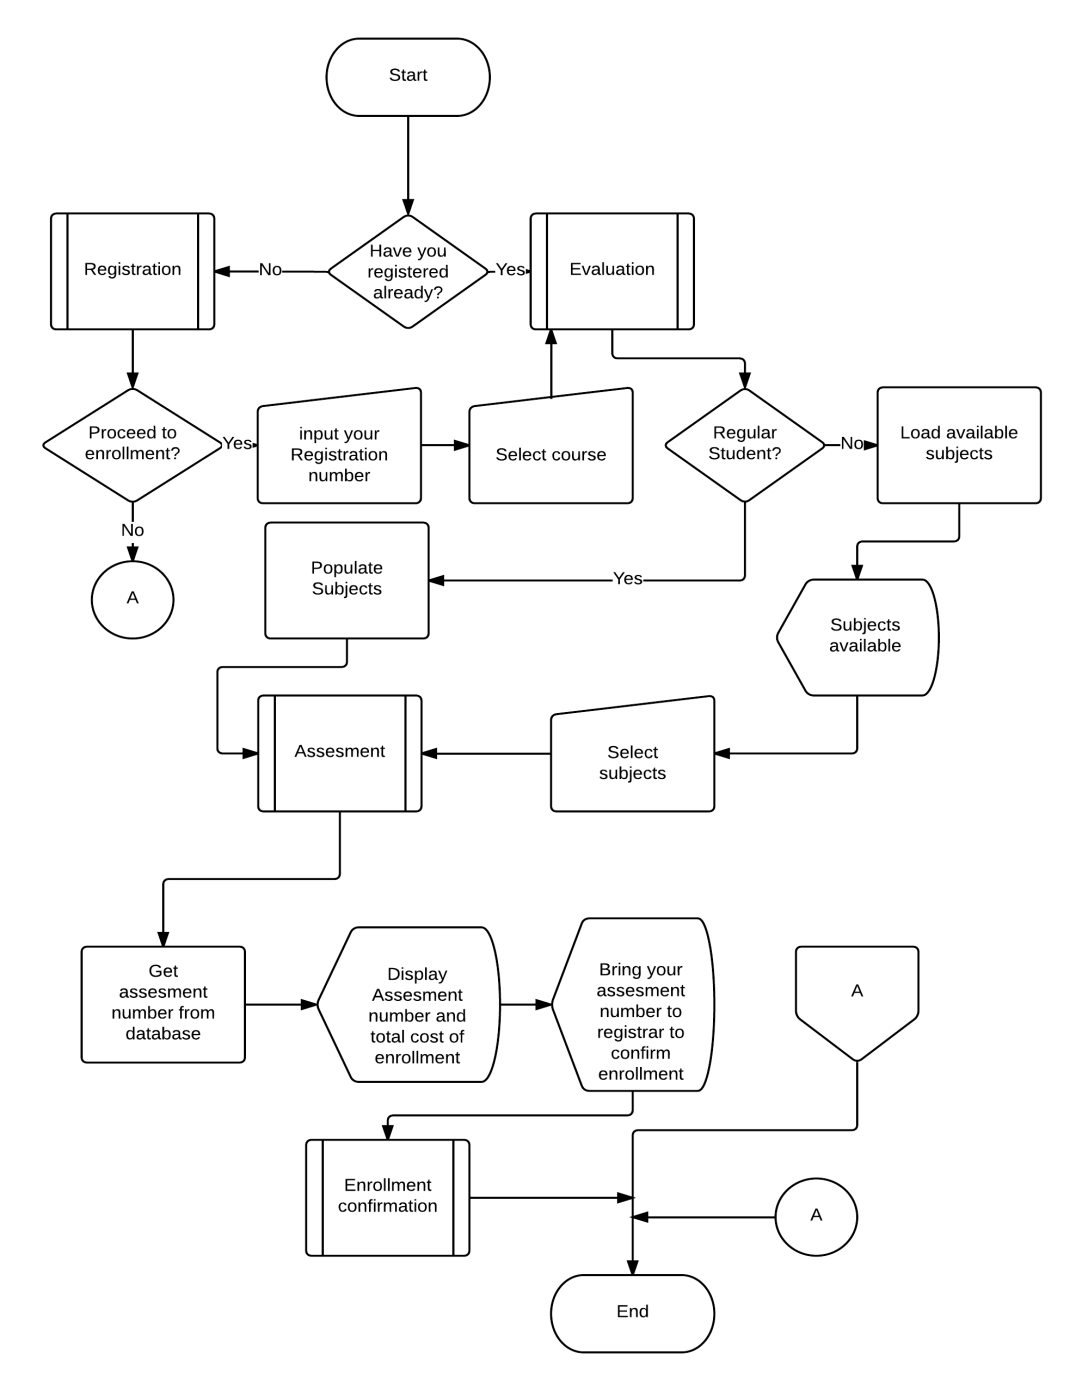 Start
Registration
No
Have you
registered
already?
Yes
Evaluation
Proceed to
enrollment?
Yes
input your
Registration
number
Select course
Regular
Student?
No
Load available
subjects
No
A
Populate
Subjects
Yes
Subjects
available
Assesment
Select
subjects
Get
assesment
number from
database
Display
Assesment
number and
total cost of
enrollment
Bring your
assesment
number to
registrar to
confirm
enrollment
A
Enrollment
confirmation
A
End